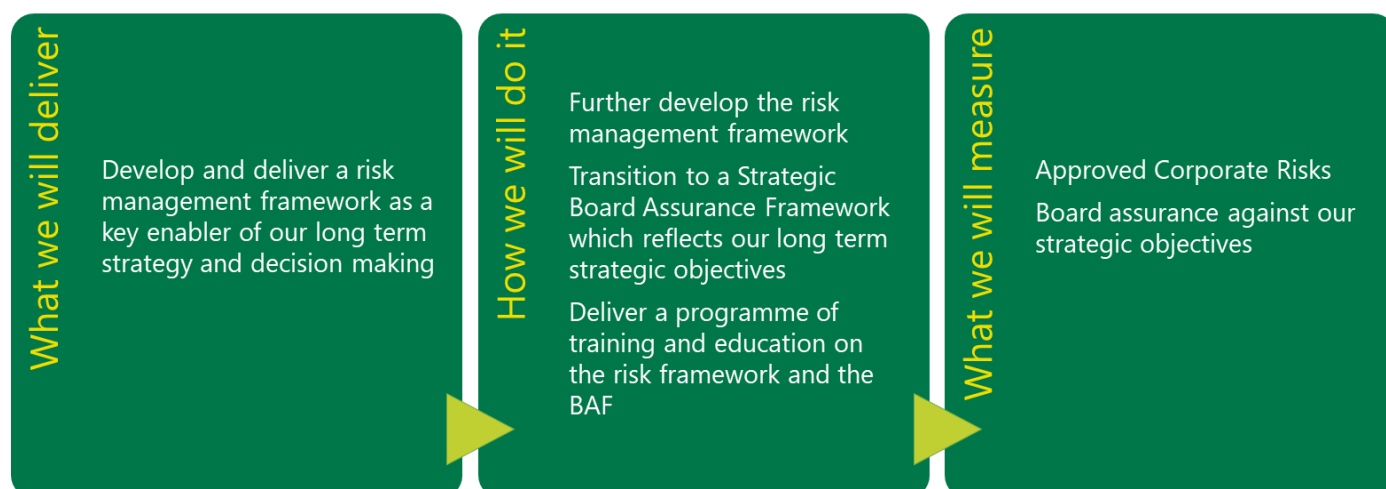 What we will deliver
Develop and deliver a risk
management framework as a
key enabler of our long term
strategy and decision making
How we will do it
Further develop the risk
management framework
Transition to a Strategic
Board Assurance Framework
which reflects our long term
strategic objectives
Deliver a programme of
training and education on
the risk framework and the
BAF
What we will measure
Approved Corporate Risks
Board assurance against our
strategic objectives